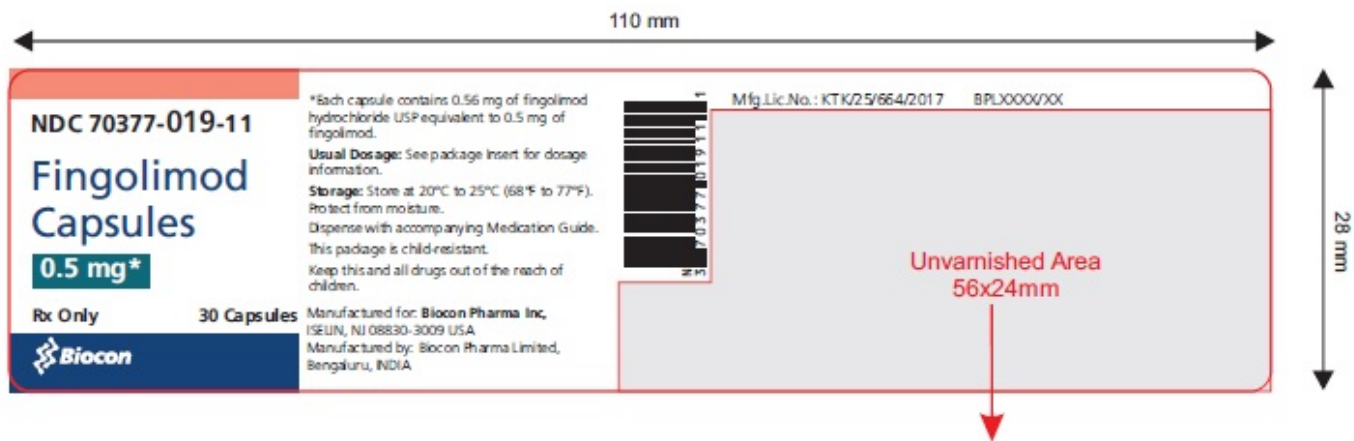 110 mm
NDC 70377-019-11
Fingolimod
Capsules
0.5 mg*
Rx Only
30 Capsules
Biocon
*Each capsule contains 0.56 mg of fingolimod
hydrochloride USP equivalent to 0.5 mg of
fingolimod.
Usual Dosage: See package insert for dosage
information.
Storage: Store at 20°C to 25°C (68°F to 77°F).
Protect from moisture.
Dispense with accompanying Medication Guide.
This package is child-resistant.
Keep this and all drugs out of the reach of
children.
Manufactured for: Biocon Pharma Inc,
ISELIN, NJ 08830-3009 USA
Manufactured by: Biocon Pharma Limited,
Bengaluru, INDIA
N
3 70377 01911 1
Mfg.Lic.No.: KTK/25/664/2017 BPLXXXX/XX
Unvarnished Area
56x24mm
28 mm